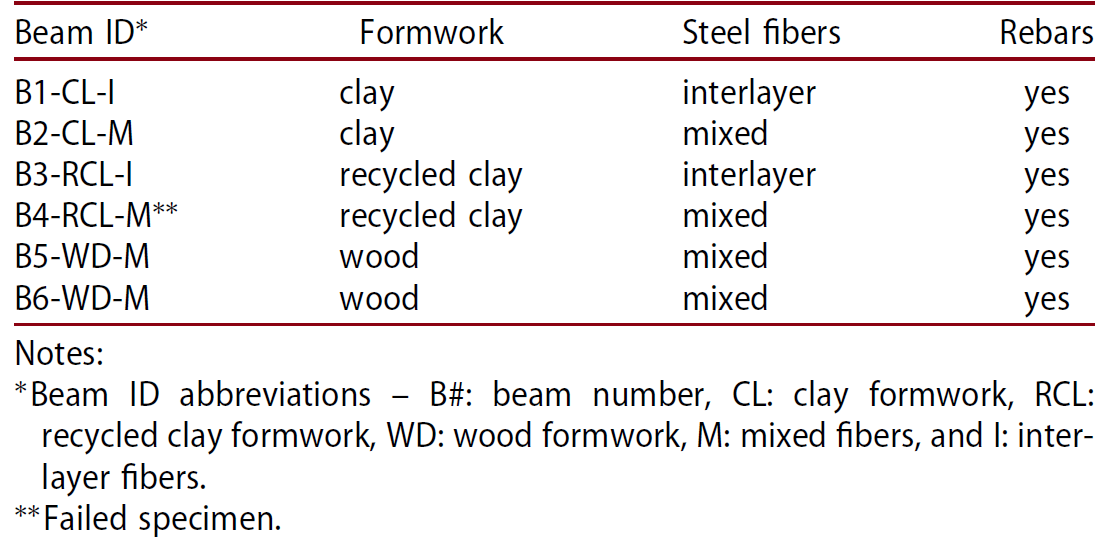 Beam ID* Formwork Steel fibers Rebars
B1-CL-I clay interlayer yes
B2-CL-M clay mixed yes
B3-RCL-I recycled clay interlayer yes
B4-RCL-M** recycled clay mixed yes
B5-WD-M wood mixed yes
B6-WD-M wood mixed yes
Notes:
*Beam ID abbreviations – B#: beam number, CL: clay formwork, RCL:
recycled clay formwork, WD: wood formwork, M: mixed fibers, and I: inter-
layer fibers.
**Failed specimen.